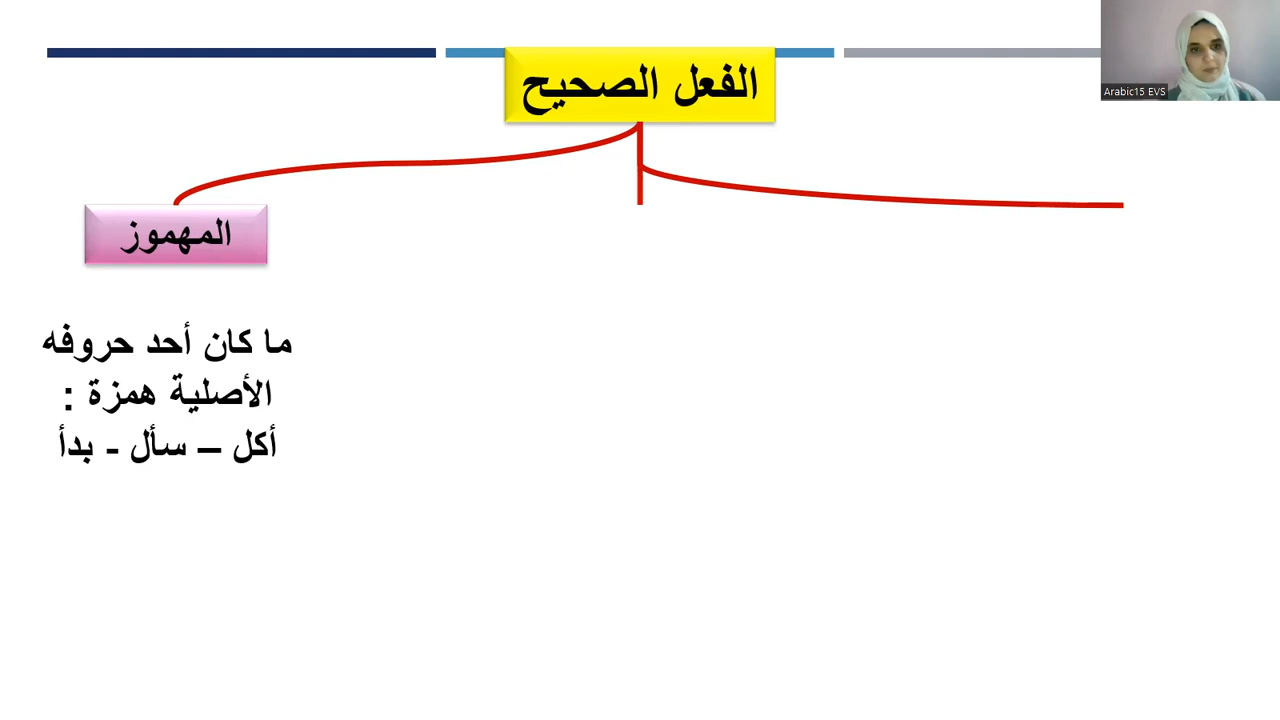 الفعل الصحيح
Arabic15 EVS
المهموز
ما كان أحد حروفه
الأصلية همزة :
أكل – سأل - بدأ